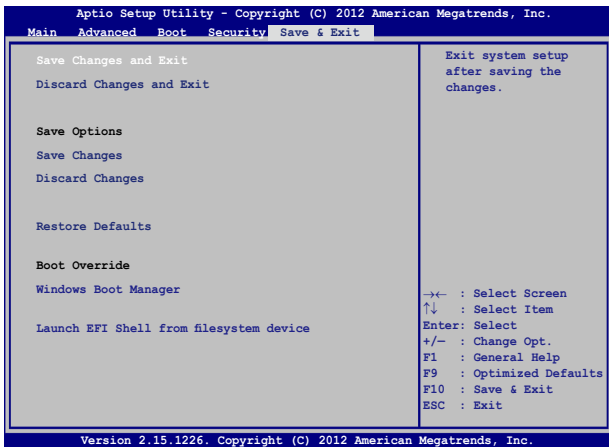 Aptio Setup Utility - Copyright (C) 2012 American Megatrends, Inc.
Main Advanced Boot Security Save & Exit
Save Changes and Exit
Discard Changes and Exit
Save Options
Save Changes
Discard Changes
Restore Defaults
Boot Override
Windows Boot Manager
Launch EFI Shell from filesystem device
Exit system setup
after saving the
changes.
→← : Select Screen
↑↓ : Select Item
Enter: Select
+/— : Change Opt.
F1 : General Help
F9 : Optimized Defaults
F10 : Save & Exit
ESC : Exit
Version 2.15.1226. Copyright (C) 2012 American Megatrends, Inc.